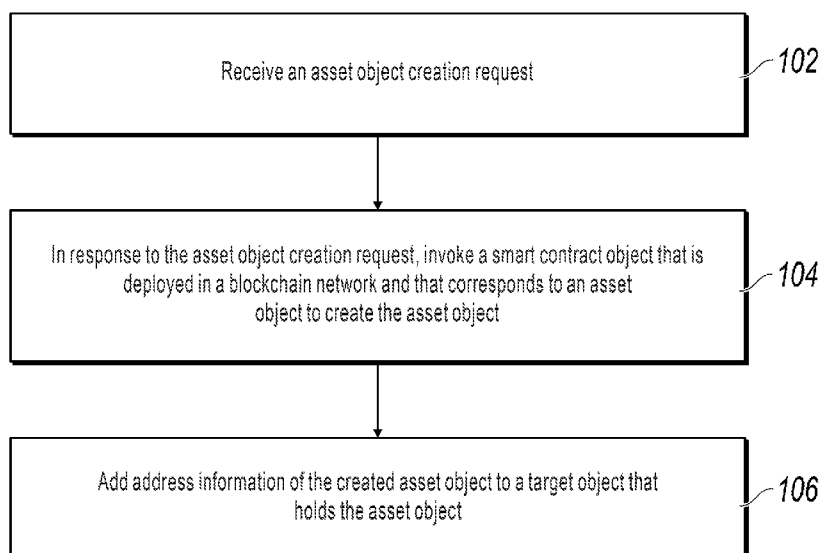 Receive an asset object creation request
102
In response to the asset object creation request, invoke a smart contract object that is
deployed in a blockchain network and that corresponds to an asset
object to create the asset object
104
Add address information of the created asset object to a target object that
holds the asset object
106